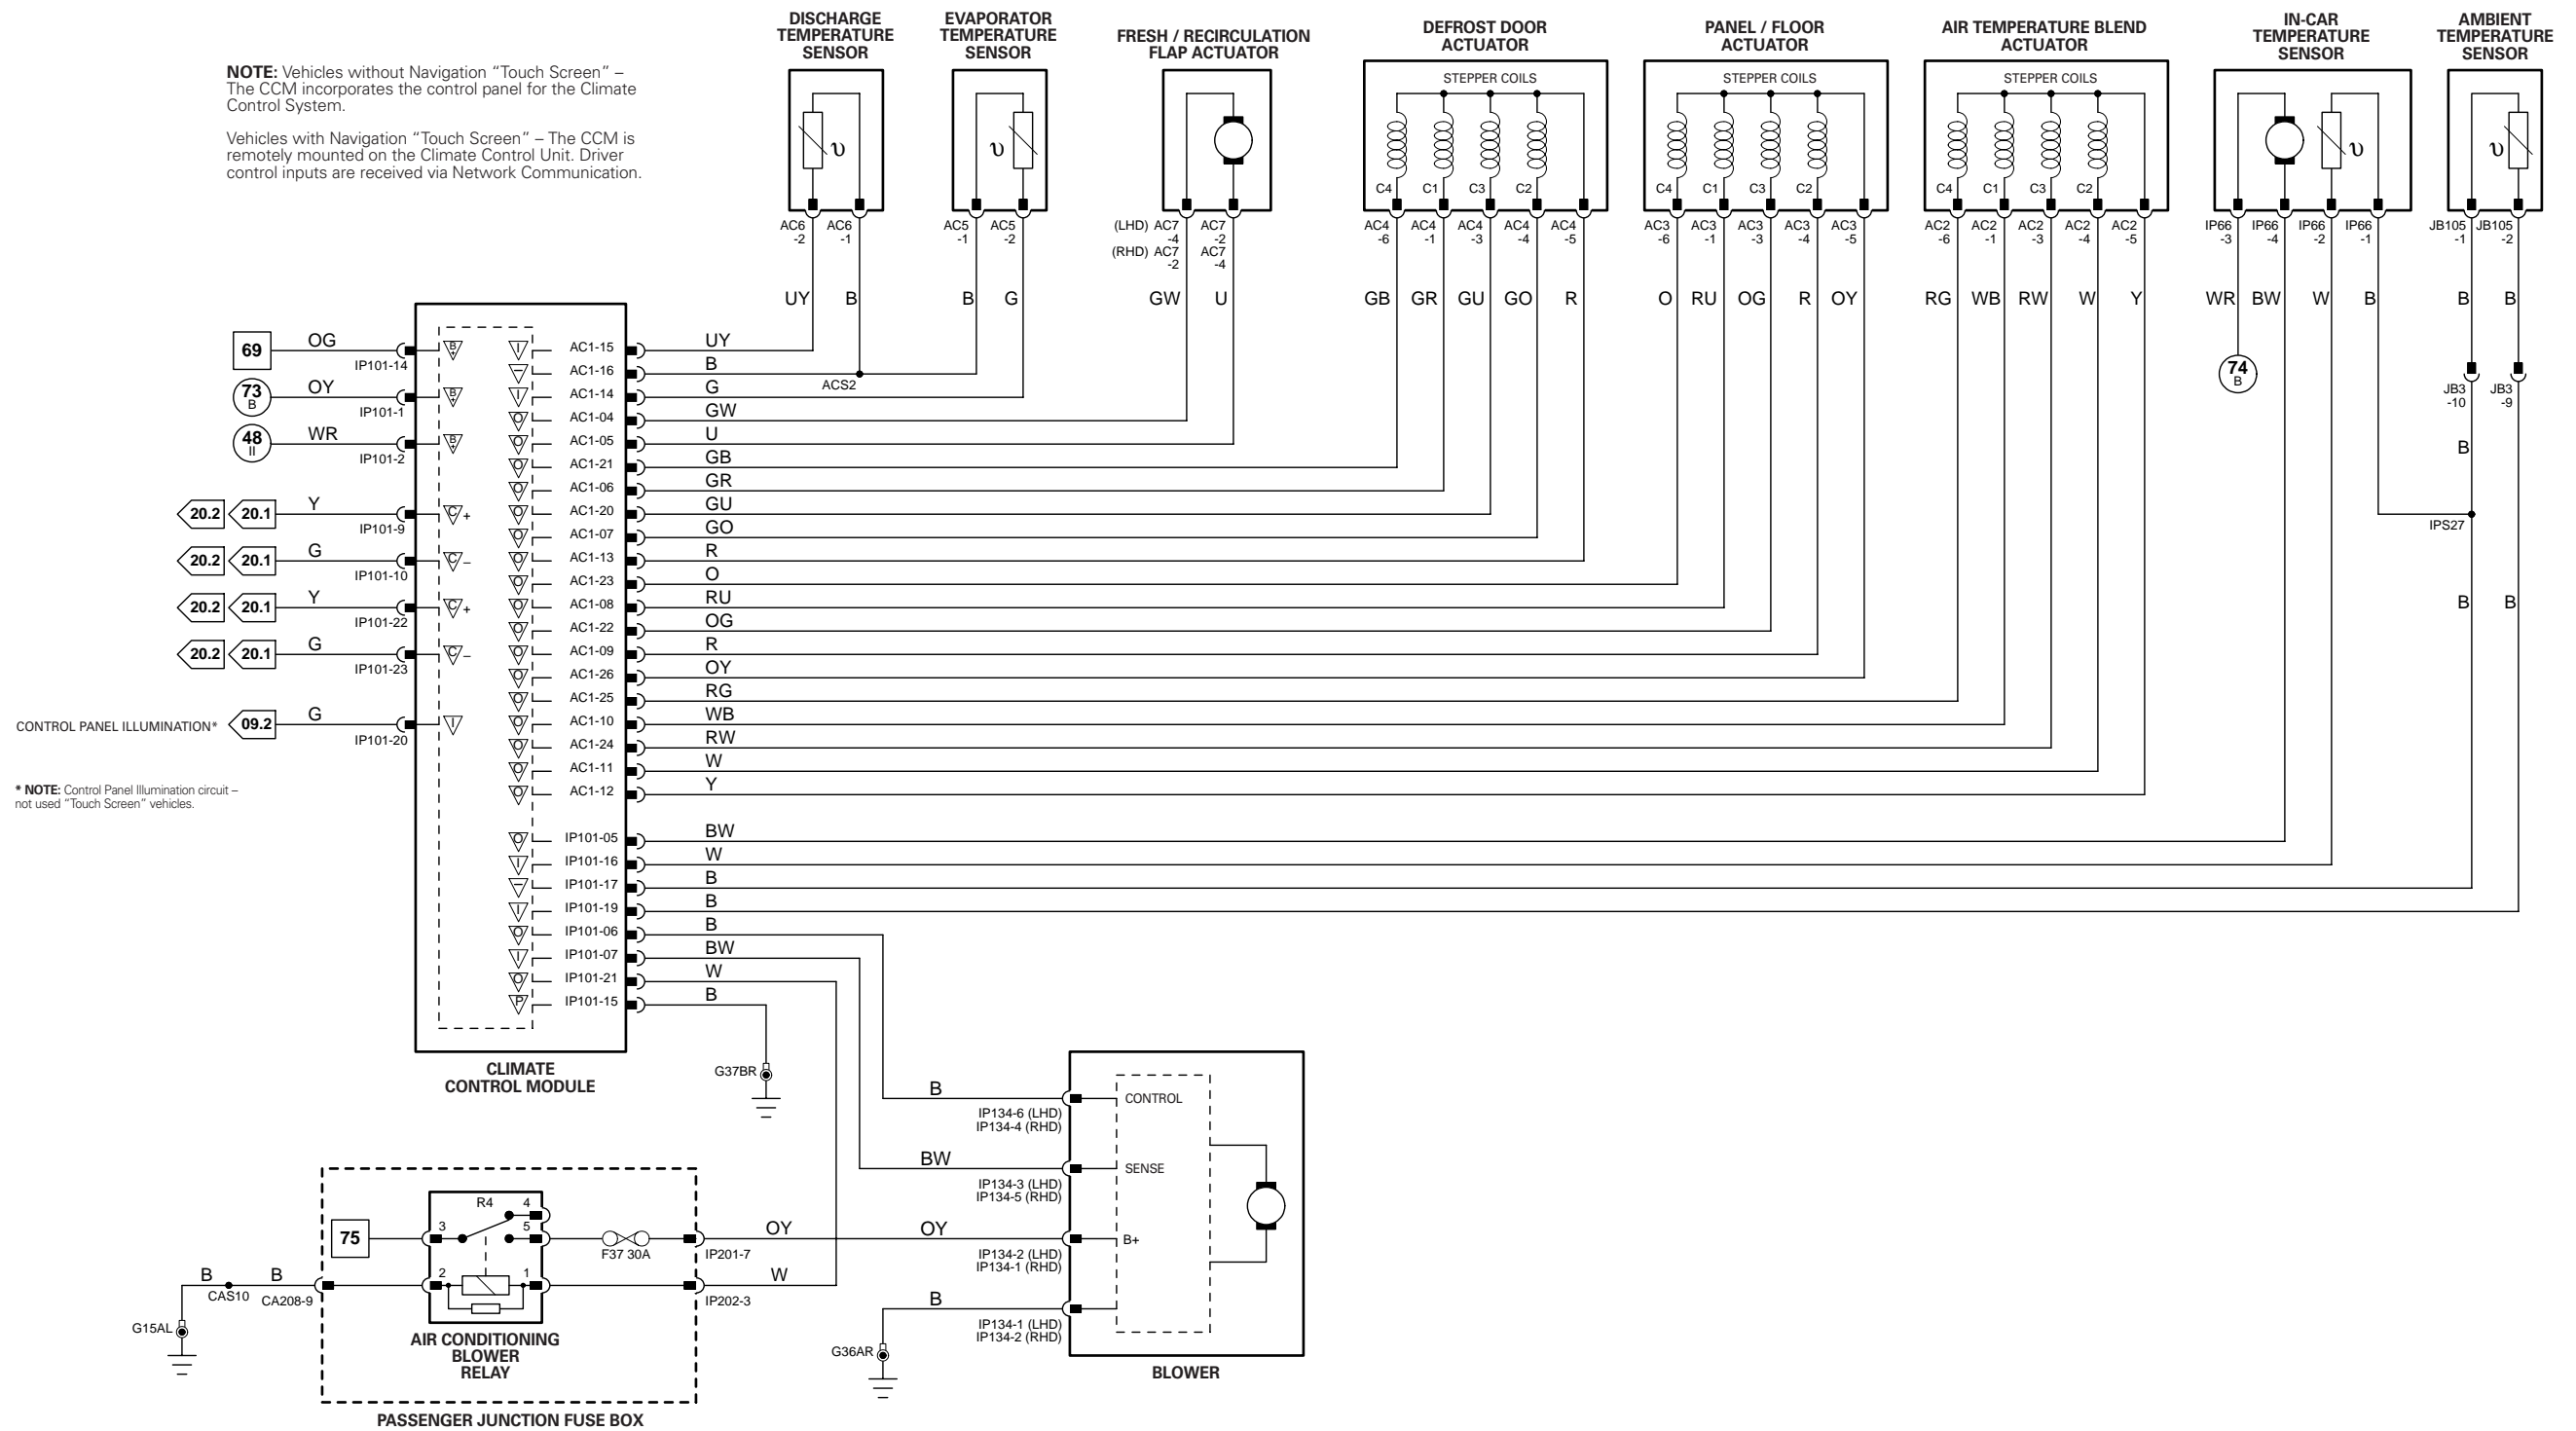 DISCHARGE
TEMPERATURE
SENSOR
EVAPORATOR
TEMPERATURE
SENSOR
FRESH / RECIRCULATION
FLAP ACTUATOR
DEFROST DOOR
ACTUATOR
PANEL / FLOOR
ACTUATOR
AIR TEMPERATURE BLEND
ACTUATOR
IN-CAR
TEMPERATURE
SENSOR
AMBIENT
TEMPERATURE
SENSOR
NOTE: Vehicles without Navigation “Touch Screen” –
The CCM incorporates the control panel for the Climate
Control System.
Vehicles with Navigation “Touch Screen” – The CCM is
remotely mounted on the Climate Control Unit. Driver
control inputs are received via Network Communication.
STEPPER COILS
STEPPER COILS
STEPPER COILS
υ υ υ υ
C4 C1 C3 C2
C4 C1 C3 C2
C4 C1 C3 C2
AC6 -2
AC6 -1
AC5 -1
AC5 -2
(LHD) AC7 -4
AC7 -2
(RHD) AC7 -2
AC7 -4
AC4 -6
AC4 -1
AC4 -3
AC4 -4
AC4 -5
AC3 -6
AC3 -1
AC3 -3
AC3 -4
AC3 -5
AC2 -6
AC2 -1
AC2 -3
AC2 -4
AC2 -5
IP66 -3
IP66 -4
IP66 -2
IP66 -1
JB105 -1
JB105 -2
UY B B G GW U GB GR GU GO R O RU OG R OY RG WB RW W Y WR BW W B B B
74 B
JB3 -10
JB3 -9
B
IPS27
B B
69 OG IP101-14 B+
73 B OY IP101-1 B+
48 II WR IP101-2 B+
20.2 20.1 Y IP101-9 C +
20.2 20.1 G IP101-10 C –
20.2 20.1 Y IP101-22 C +
20.2 20.1 G IP101-23 C –
CONTROL PANEL ILLUMINATION* 09.2 G IP101-20 I
* NOTE: Control Panel Illumination circuit –
not used “Touch Screen” vehicles.
I AC1-15 UY
– AC1-16 B
ACS2
I AC1-14 G
O AC1-04 GW
O AC1-05 U
O AC1-21 GB
O AC1-06 GR
O AC1-20 GU
O AC1-07 GO
O AC1-13 R
O AC1-23 O
O AC1-08 RU
O AC1-22 OG
O AC1-09 R
O AC1-26 OY
O AC1-25 RG
O AC1-10 WB
O AC1-24 RW
O AC1-11 W
O AC1-12 Y
O IP101-05 BW
I IP101-16 W
– IP101-17 B
I IP101-19 B
O IP101-06 B
I IP101-07 BW
O IP101-21 W
P IP101-15 B
CLIMATE
CONTROL MODULE
G37BR
B
IP134-6 (LHD)
IP134-4 (RHD)
CONTROL
BW
IP134-3 (LHD)
IP134-5 (RHD)
SENSE
OY OY
IP134-2 (LHD)
IP134-1 (RHD)
B+
B
IP134-1 (LHD)
IP134-2 (RHD)
G36AR
BLOWER
75
R4
3 4 5 2 1
F37 30A
IP201-7
W
IP202-3
B B
CAS10
CA208-9
G15AL
AIR CONDITIONING
BLOWER
RELAY
PASSENGER JUNCTION FUSE BOX